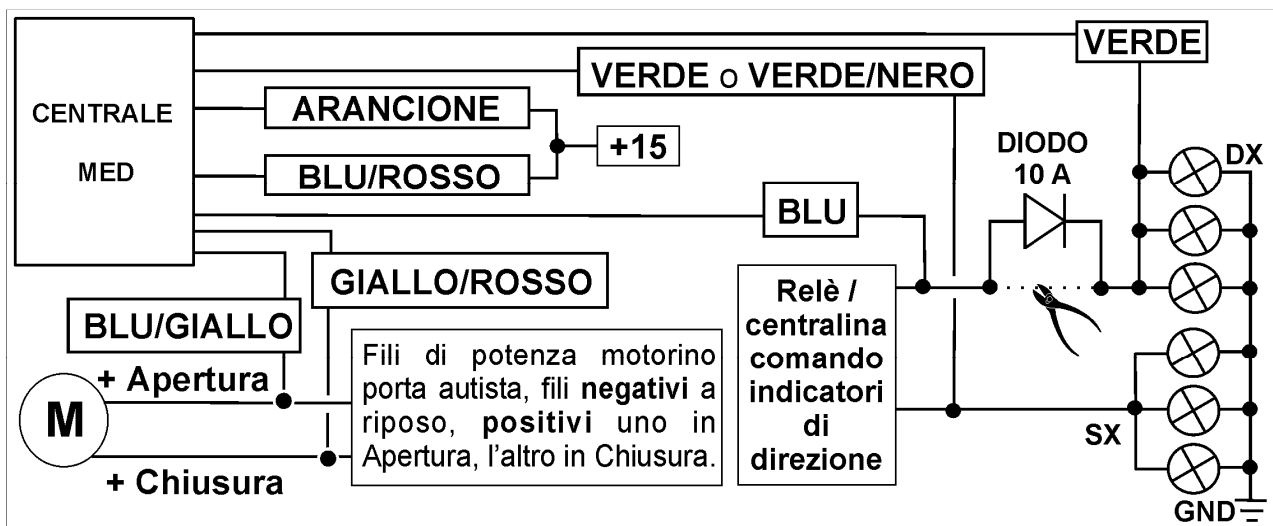 VERDE
CENTRALE
MED
VERDE o VERDE/NERO
ARANCIONE
+15
BLU/ROSSO
DIODO
10 A
DX
BLU
GIALLO/ROSSO
BLU/GIALLO
Relè /
centralina
comando
indicatori
di
direzione
+ Apertura
M
+ Chiusura
Fili di potenza motorino
porta autista, fili negativi a
riposo, positivi uno in
Apertura, l'altro in Chiusura.
SX
GND